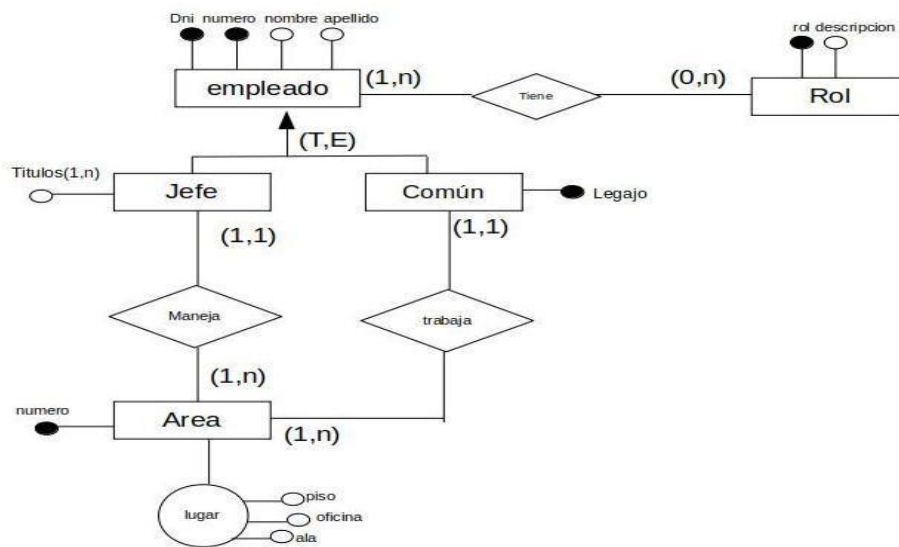 Dni numero nombre apellido
rol descripcion
empleado
(1,n)
Tiene
(0,n)
Rol
(T,E)
Titulos(1,n)
Jefe
Común
Legajo
(1,1)
(1,1)
Maneja
trabaja
(1,n)
numero
Area
(1,n)
lugar
piso
oficina
ala